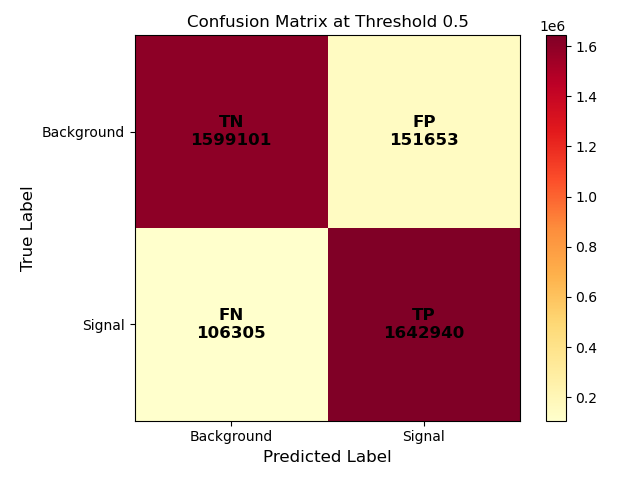 Confusion Matrix at Threshold 0.5
1e6
TN
1599101
FP
151653
FN
106305
TP
1642940
Background
Signal
True Label
Background
Signal
Predicted Label
1.6
1.4
1.2
1.0
0.8
0.6
0.4
0.2